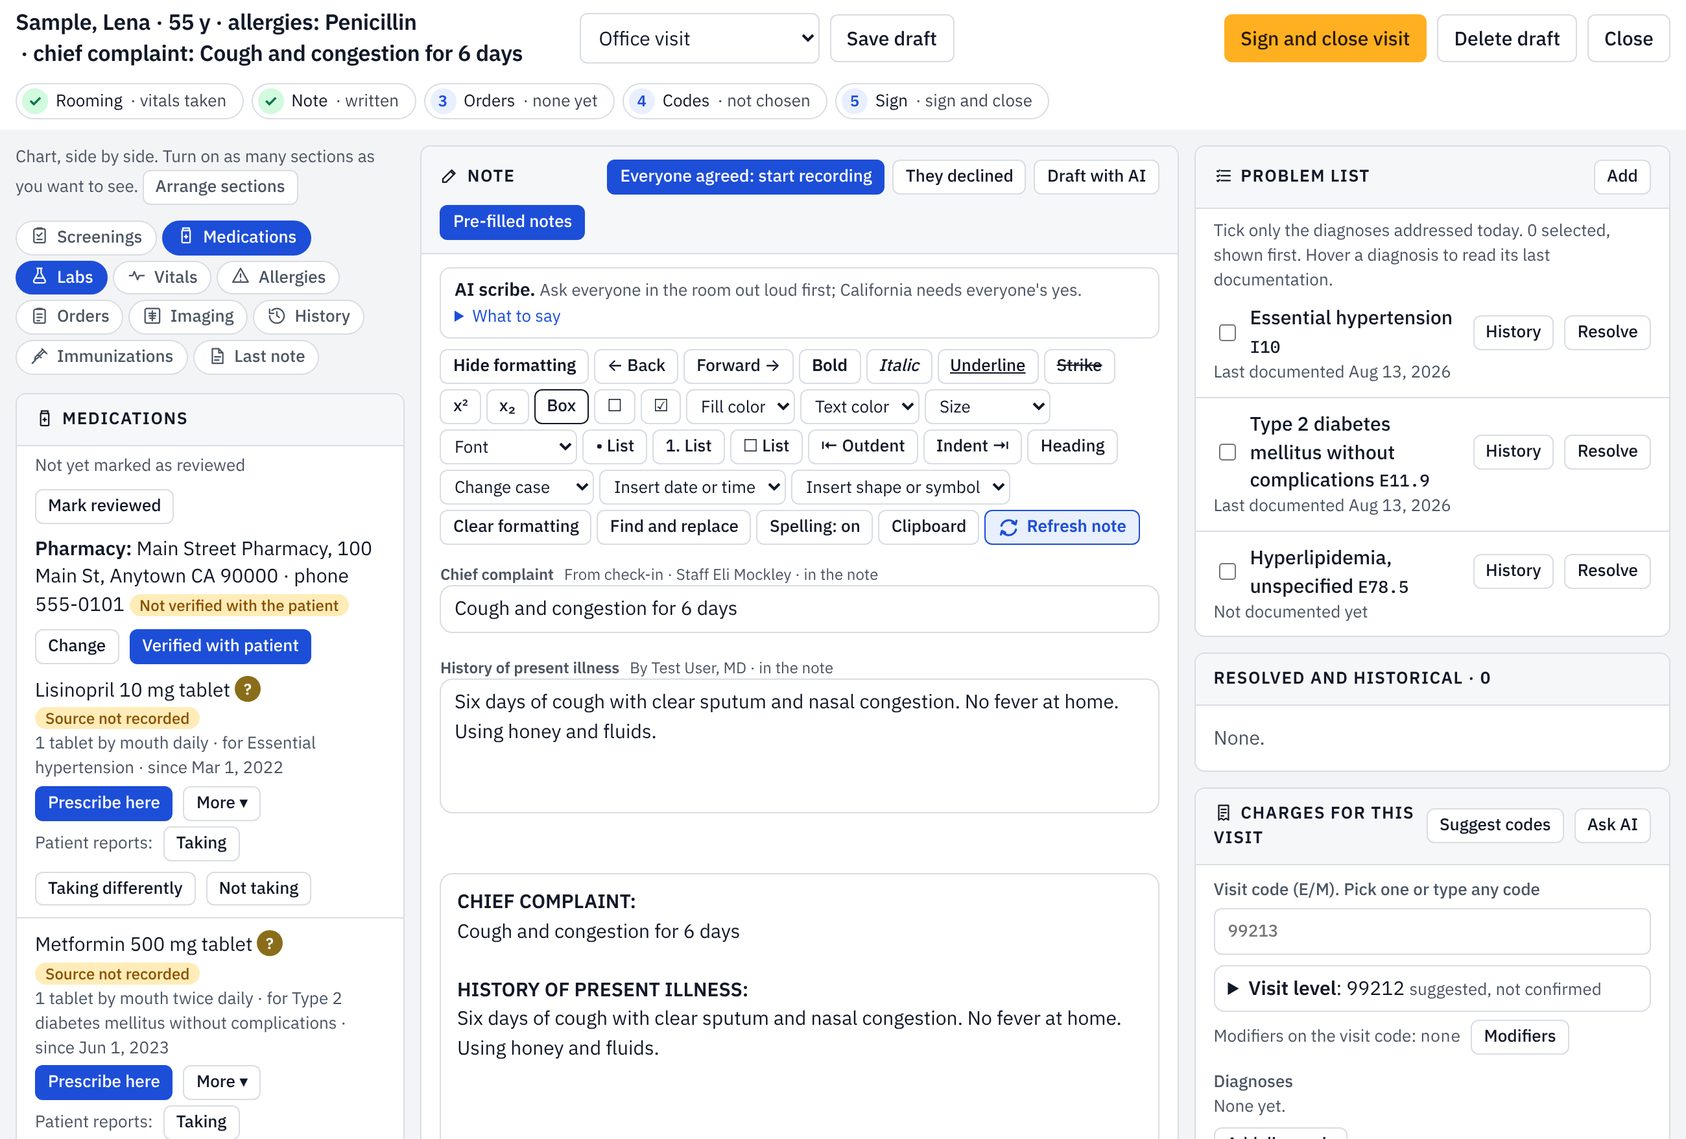 Sample, Lena · 55 y · allergies: Penicillin
· chief complaint: Cough and congestion for 6 days
Office visit
Save draft
Sign and close visit
Delete draft
Close
Rooming · vitals taken
Note · written
3 Orders · none yet
4 Codes · not chosen
5 Sign · sign and close
Chart, side by side. Turn on as many sections as
you want to see. Arrange sections
Screenings
Medications
Labs
Vitals
Allergies
Orders
Imaging
History
Immunizations
Last note
MEDICATIONS
Not yet marked as reviewed
Mark reviewed
Pharmacy: Main Street Pharmacy, 100
Main St, Anytown CA 90000 · phone
555-0101 Not verified with the patient
Change
Verified with patient
Lisinopril 10 mg tablet ?
Source not recorded
1 tablet by mouth daily · for Essential
hypertension · since Mar 1, 2022
Prescribe here
More ▾
Patient reports: Taking
Taking differently
Not taking
Metformin 500 mg tablet ?
Source not recorded
1 tablet by mouth twice daily · for Type 2
diabetes mellitus without complications ·
since Jun 1, 2023
Prescribe here
More ▾
Patient reports: Taking
NOTE
Everyone agreed: start recording
They declined
Draft with AI
Pre-filled notes
AI scribe. Ask everyone in the room out loud first; California needs everyone's yes.
▶ What to say
Hide formatting
← Back
Forward →
Bold
Italic
Underline
Strike
x²
x₂
Box
☐
☑
Fill color
Text color
Size
Font
• List
1. List
☐ List
⇤ Outdent
Indent ⇥
Heading
Change case
Insert date or time
Insert shape or symbol
Clear formatting
Find and replace
Spelling: on
Clipboard
Refresh note
Chief complaint From check-in · Staff Eli Mockley · in the note
Cough and congestion for 6 days
History of present illness By Test User, MD · in the note
Six days of cough with clear sputum and nasal congestion. No fever at home.
Using honey and fluids.
CHIEF COMPLAINT:
Cough and congestion for 6 days
HISTORY OF PRESENT ILLNESS:
Six days of cough with clear sputum and nasal congestion. No fever at home.
Using honey and fluids.
PROBLEM LIST
Add
Tick only the diagnoses addressed today. 0 selected,
shown first. Hover a diagnosis to read its last
documentation.
Essential hypertension
I10
History
Resolve
Last documented Aug 13, 2026
Type 2 diabetes
mellitus without
complications E11.9
History
Resolve
Last documented Aug 13, 2026
Hyperlipidemia,
unspecified E78.5
History
Resolve
Not documented yet
RESOLVED AND HISTORICAL · 0
None.
CHARGES FOR THIS
VISIT
Suggest codes
Ask AI
Visit code (E/M). Pick one or type any code
99213
▶ Visit level: 99212 suggested, not confirmed
Modifiers on the visit code: none
Modifiers
Diagnoses
None yet.